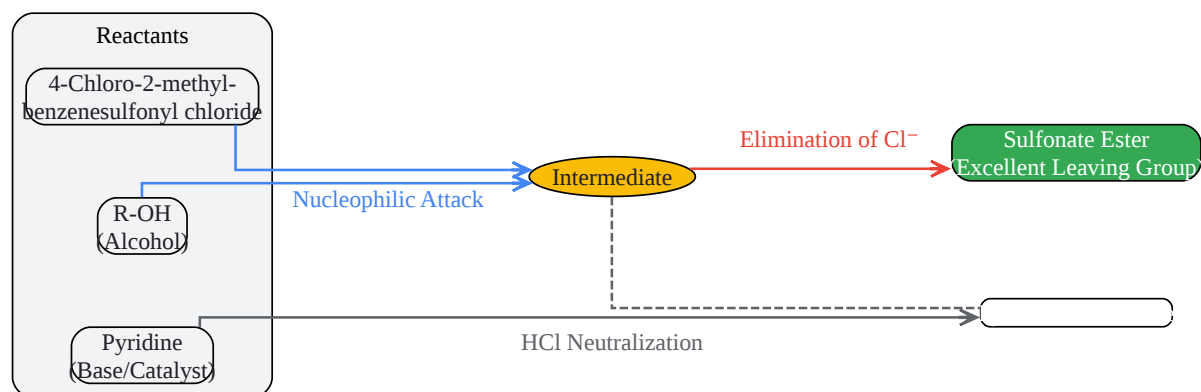 Reactants
4-Chloro-2-methyl-
benzenesulfonyl chloride
R-OH
(Alcohol)
Pyridine
(Base/Catalyst)
Nucleophilic Attack
Intermediate
Elimination of Cl⁻
Sulfonate Ester
(Excellent Leaving Group)
HCl Neutralization